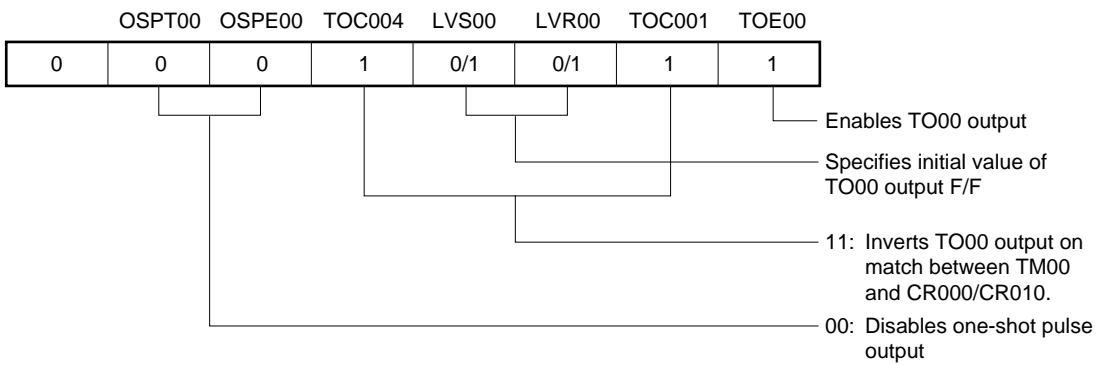 OSPT00 OSPE00 TOC004 LVS00 LVR00 TOC001 TOE00
0 0 0 1 0/1 0/1 1 1
Enables TO00 output
Specifies initial value of
TO00 output F/F
11: Inverts TO00 output on
match between TM00
and CR000/CR010.
00: Disables one-shot pulse
output